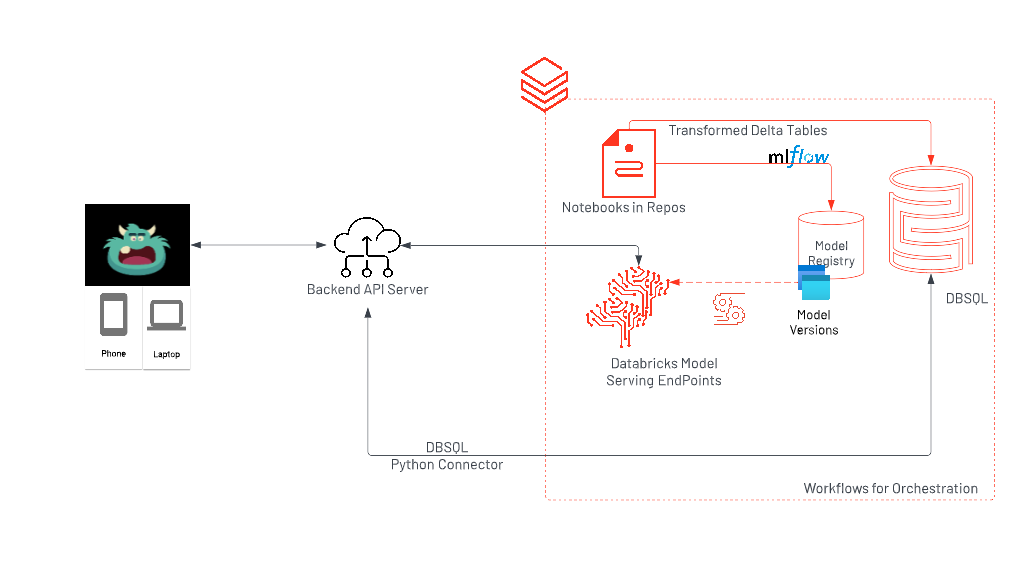 Transformed Delta Tables
mlflow
Notebooks in Repos
Model
Registry
Backend API Server
DBSQL
Model
Versions
Phone
Laptop
Databricks Model
Serving EndPoints
DBSQL
Python Connector
Workflows for Orchestration